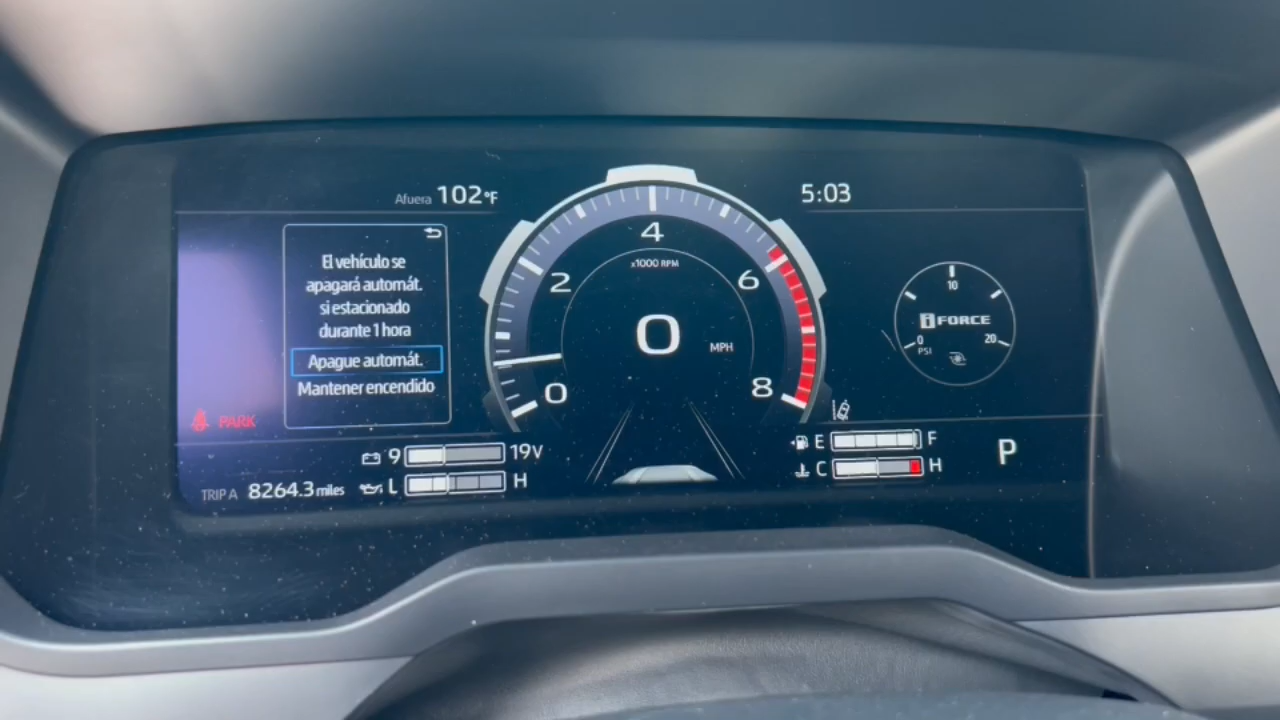 Afuera 102°F
5:03
El vehículo se
apagará automát.
si estacionado
durante 1 hora
Apague automát.
Mantener encendido
PARK
4
x1000 RPM
2
6
0
MPH
0
8
10
iFORCE
0
20
PSI
9
19V
L
H
E
F
C
H
P
TRIP A 8264.3 miles